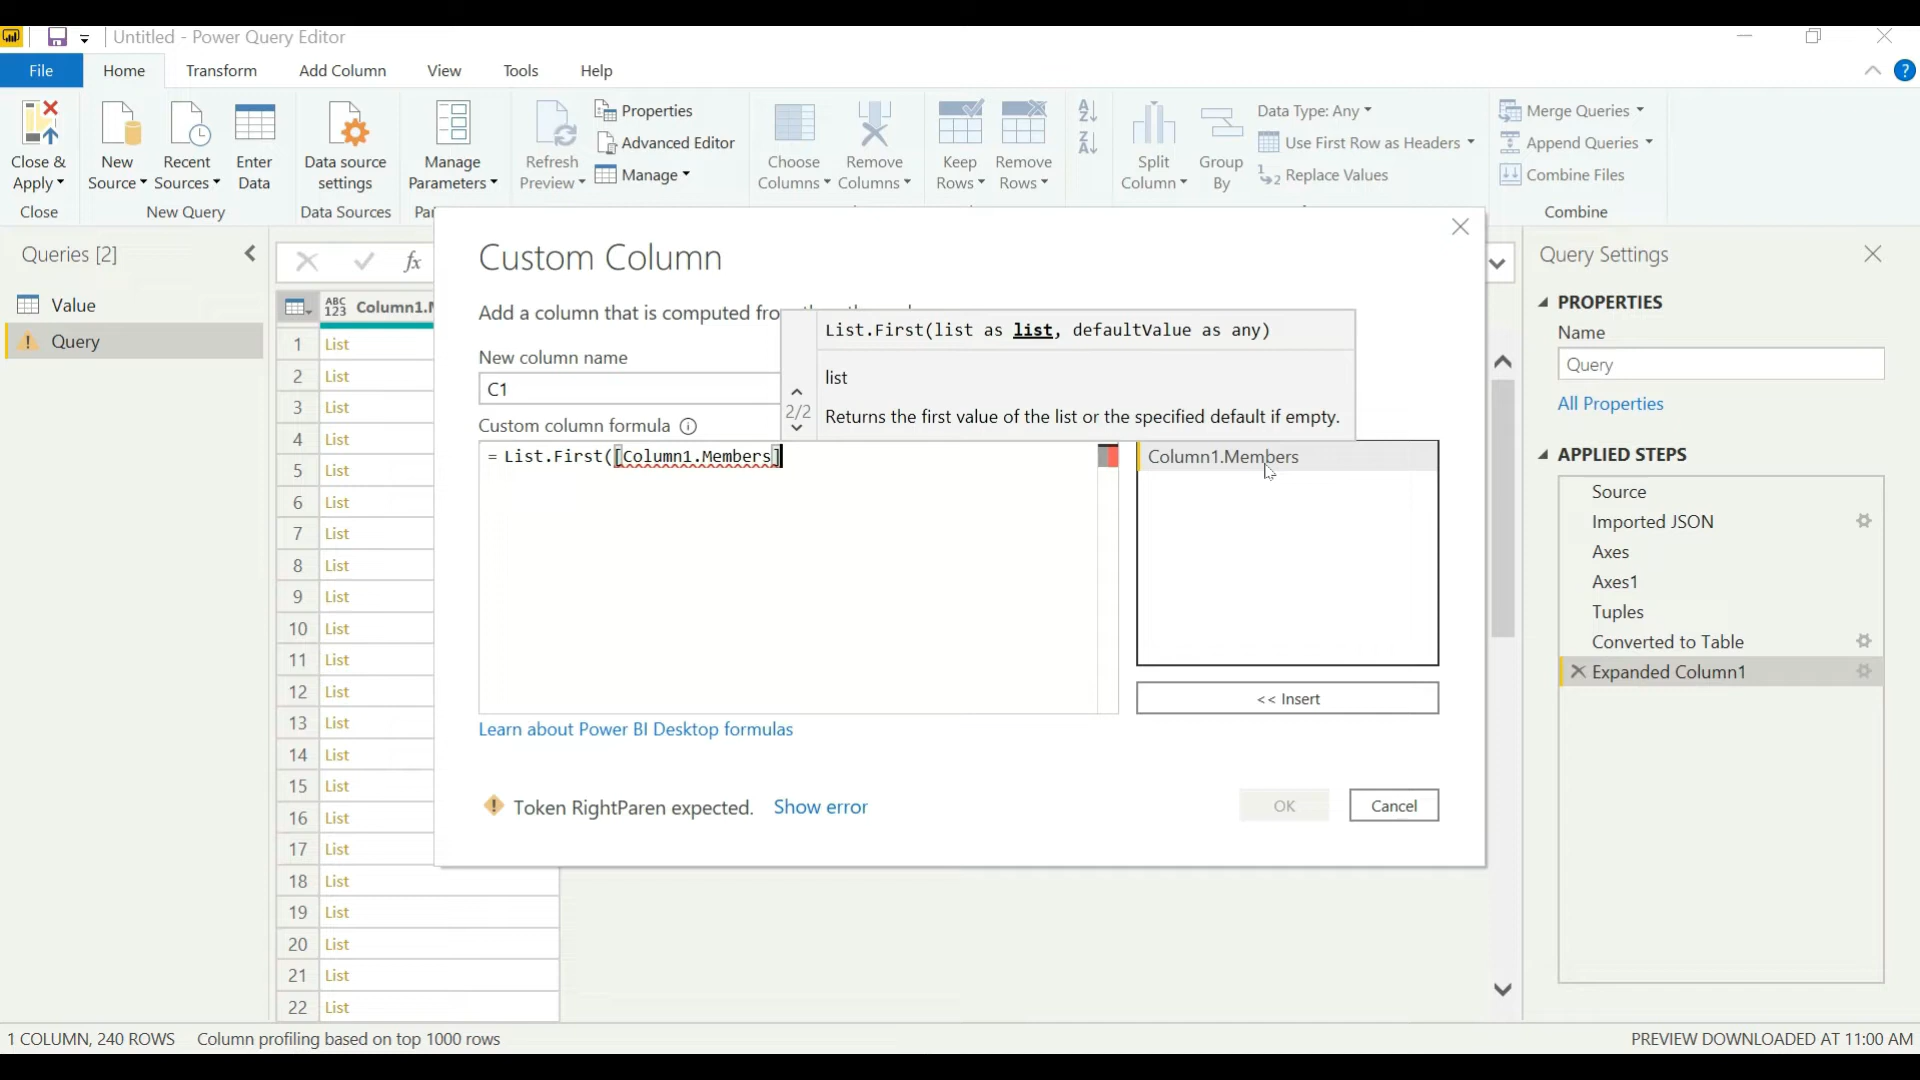 Untitled - Power Query Editor
File
Home
Transform
Add Column
View
Tools
Help
?
Close & Apply
New Source
Recent Sources
Enter Data
Data source settings
Manage Parameters
Refresh Preview
Properties
Advanced Editor
Manage
Choose Columns
Remove Columns
Keep Rows
Remove Rows
A Z
Z A
Split Column
Group By
Data Type: Any
Use First Row as Headers
1 2 Replace Values
Merge Queries
Append Queries
Combine Files
Close
New Query
Data Sources
Combine
Queries [2]
Value
Query
fx
ABC 123 Column1.
1 List
2 List
3 List
4 List
5 List
6 List
7 List
8 List
9 List
10 List
11 List
12 List
13 List
14 List
15 List
16 List
17 List
18 List
19 List
20 List
21 List
22 List
Custom Column
Add a column that is computed
New column name
C1
Custom column formula
= List.First([Column1.Members]
List.First(list as list, defaultValue as any)
list
2/2
Returns the first value of the list or the specified default if empty.
Column1.Members
<< Insert
Learn about Power BI Desktop formulas
Token RightParen expected. Show error
OK
Cancel
Query Settings
PROPERTIES
Name
Query
All Properties
APPLIED STEPS
Source
Imported JSON
Axes
Axes1
Tuples
Converted to Table
Expanded Column1
1 COLUMN, 240 ROWS Column profiling based on top 1000 rows
PREVIEW DOWNLOADED AT 11:00 AM